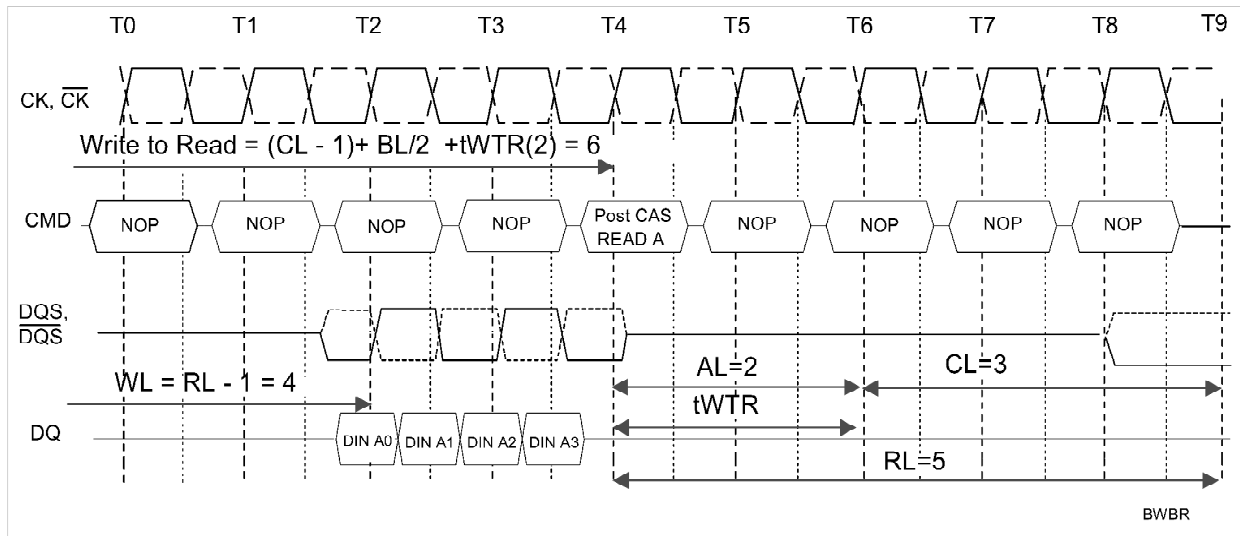 T0 T1 T2 T3 T4 T5 T6 T7 T8 T9
CK, C̅K̅
Write to Read = (CL - 1)+ BL/2 +tWTR(2) = 6
CMD NOP NOP NOP NOP Post CAS READ A NOP NOP NOP NOP
DQS,
D̅Q̅S̅
AL=2 CL=3
WL = RL - 1 = 4
tWTR
DQ DIN A0 DIN A1 DIN A2 DIN A3
RL=5
BWBR